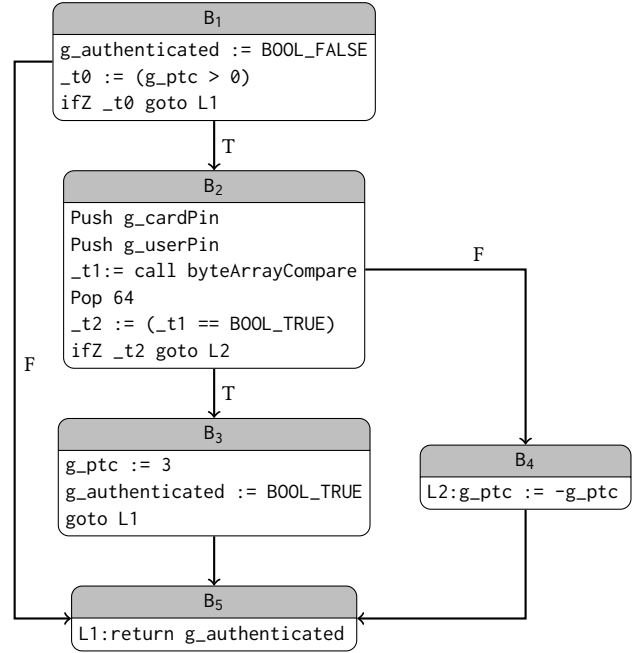 B1
g_authenticated := BOOL_FALSE
_t0 := (g_ptc > 0)
ifZ _t0 goto L1
T
B2
Push g_cardPin
Push g_userPin
_t1:= call byteArrayCompare
Pop 64
_t2 := (_t1 == BOOL_TRUE)
ifZ _t2 goto L2
F
F
T
B3
g_ptc := 3
g_authenticated := BOOL_TRUE
goto L1
B4
L2:g_ptc := -g_ptc
B5
L1:return g_authenticated